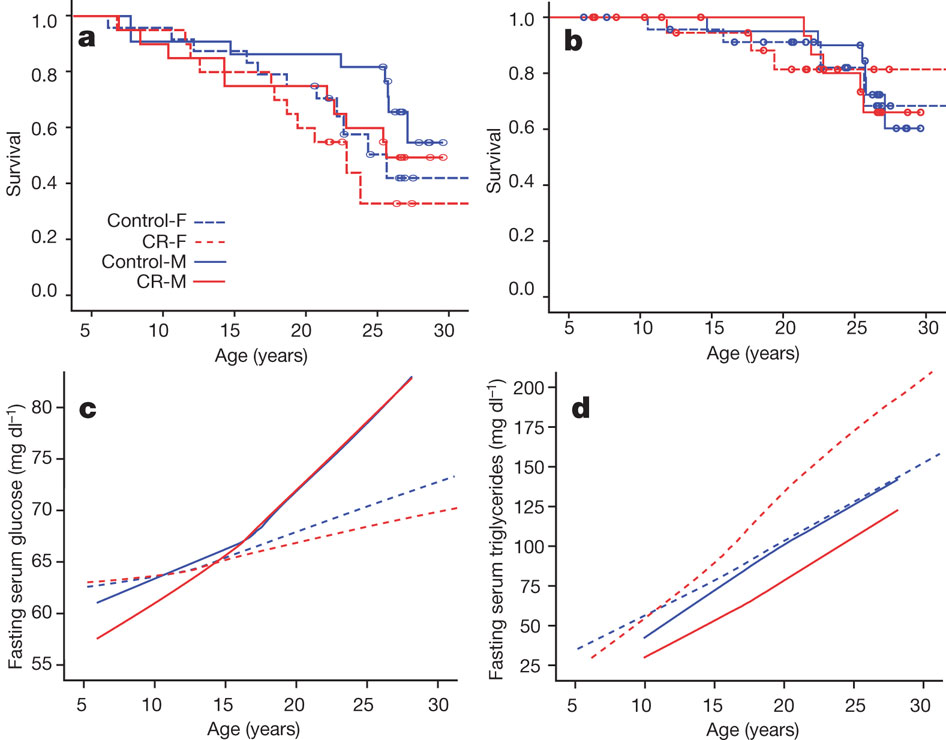 a
Survival
1.0
0.8
0.6
0.4
0.2
0.0
Control-F
CR-F
Control-M
CR-M
5 10 15 20 25 30
Age (years)
b
Survival
1.0
0.8
0.6
0.4
0.2
0.0
5 10 15 20 25 30
Age (years)
c
Fasting serum glucose (mg dl⁻¹)
80
75
70
65
60
55
5 10 15 20 25 30
Age (years)
d
Fasting serum triglycerides (mg dl⁻¹)
200
175
150
125
100
75
50
25
5 10 15 20 25 30
Age (years)